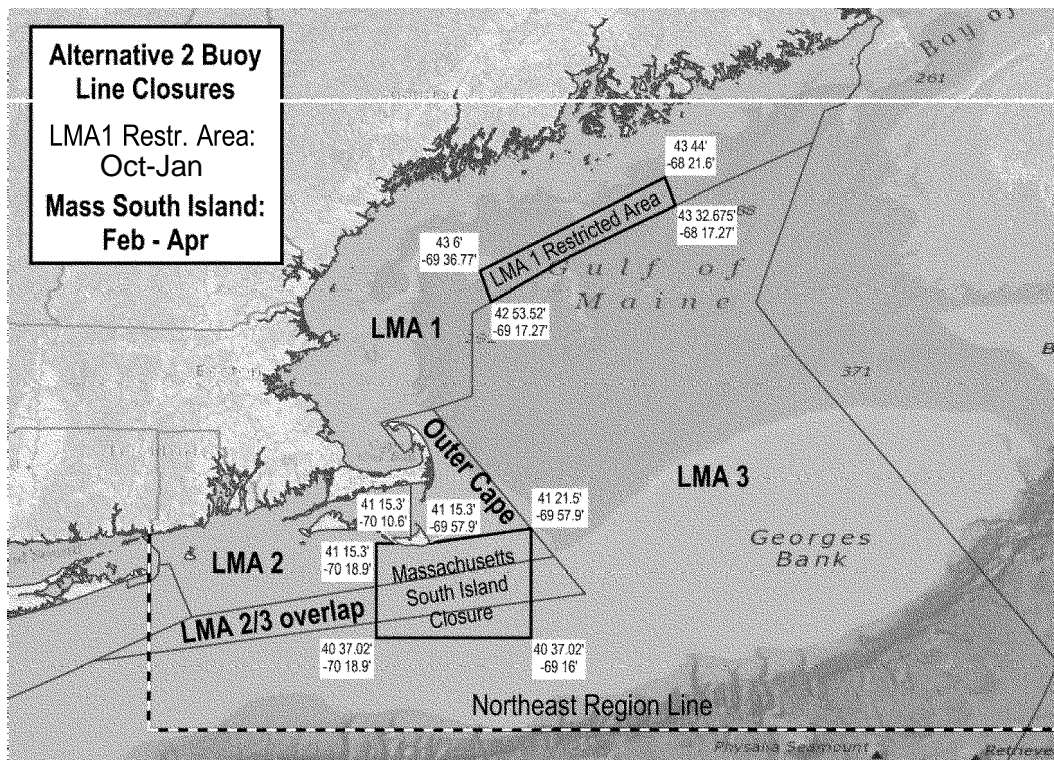 Alternative 2 Buoy
Line Closures
LMA1 Restr. Area:
Oct-Jan
Mass South Island:
Feb - Apr
Bay of
261
43 44'
-68 21.6'
43 32.675'
-68 17.27'
LMA 1 Restricted Area
43 6'
-69 36.77'
Gulf of
Maine
42 53.52'
-69 17.27'
LMA 1
371
Outer Cape
LMA 3
41 15.3'
-70 10.6'
41 15.3'
-69 57.9'
41 21.5'
-69 57.9'
Georges
Bank
LMA 2
41 15.3'
-70 18.9'
Massachusetts
South Island
Closure
LMA 2/3 overlap
40 37.02'
-70 18.9'
40 37.02'
-69 16'
Northeast Region Line
Physalia Seamount
Retrieve